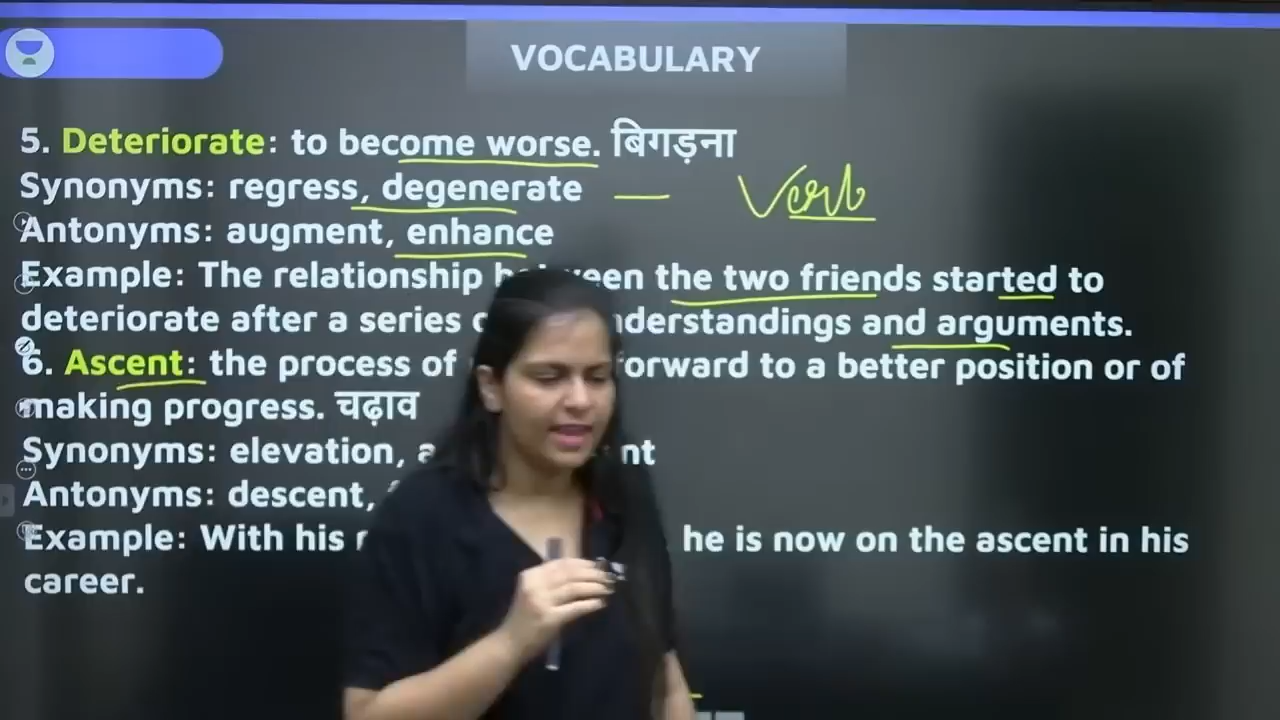 VOCABULARY
5. Deteriorate: to become worse. बिगड़ना
Synonyms: regress, degenerate — Verb
Antonyms: augment, enhance
Example: The relationship between the two friends started to
deteriorate after a series and arguments.
6. Ascent: the process of forward to a better position or of
making progress. चढ़ाव
Synonyms: elevation,
Antonyms: descent,
Example: With his he is now on the ascent in his
career.